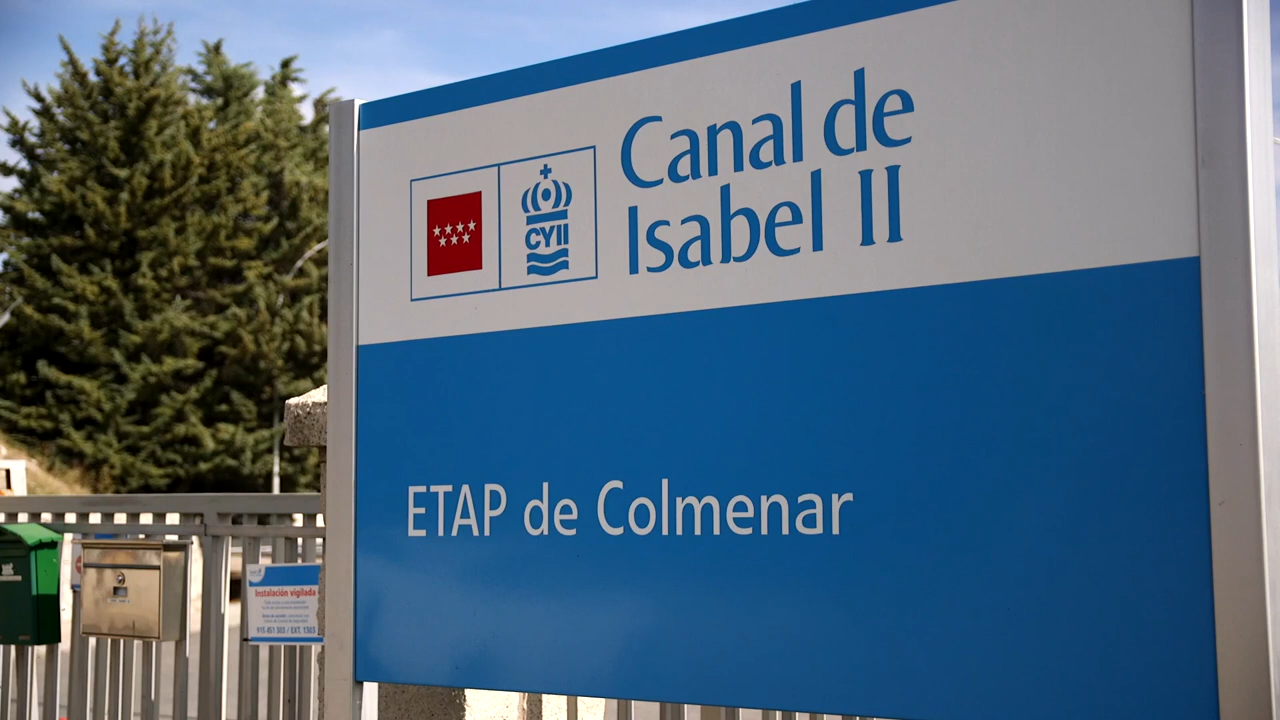 Canal de
Isabel II
CYII
ETAP de Colmenar
Instalación vigilada